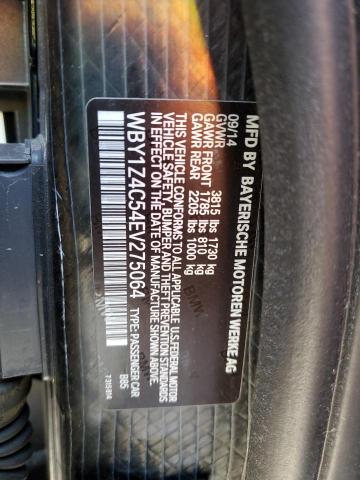 MFD BY BAYERISCHE MOTOREN WERKE AG
09/14
GVWR 3815 lbs 1730 kg
GAWR FRONT 1785 lbs 810 kg
GAWR REAR 2205 lbs 1000 kg
THIS VEHICLE CONFORMS TO ALL APPLICABLE U.S. FEDERAL MOTOR
VEHICLE SAFETY, BUMPER AND THEFT PREVENTION STANDARDS
IN EFFECT ON THE DATE OF MANUFACTURE SHOWN ABOVE.
WBY1Z4C54EV275064 TYPE: PASSENGER CAR
B85